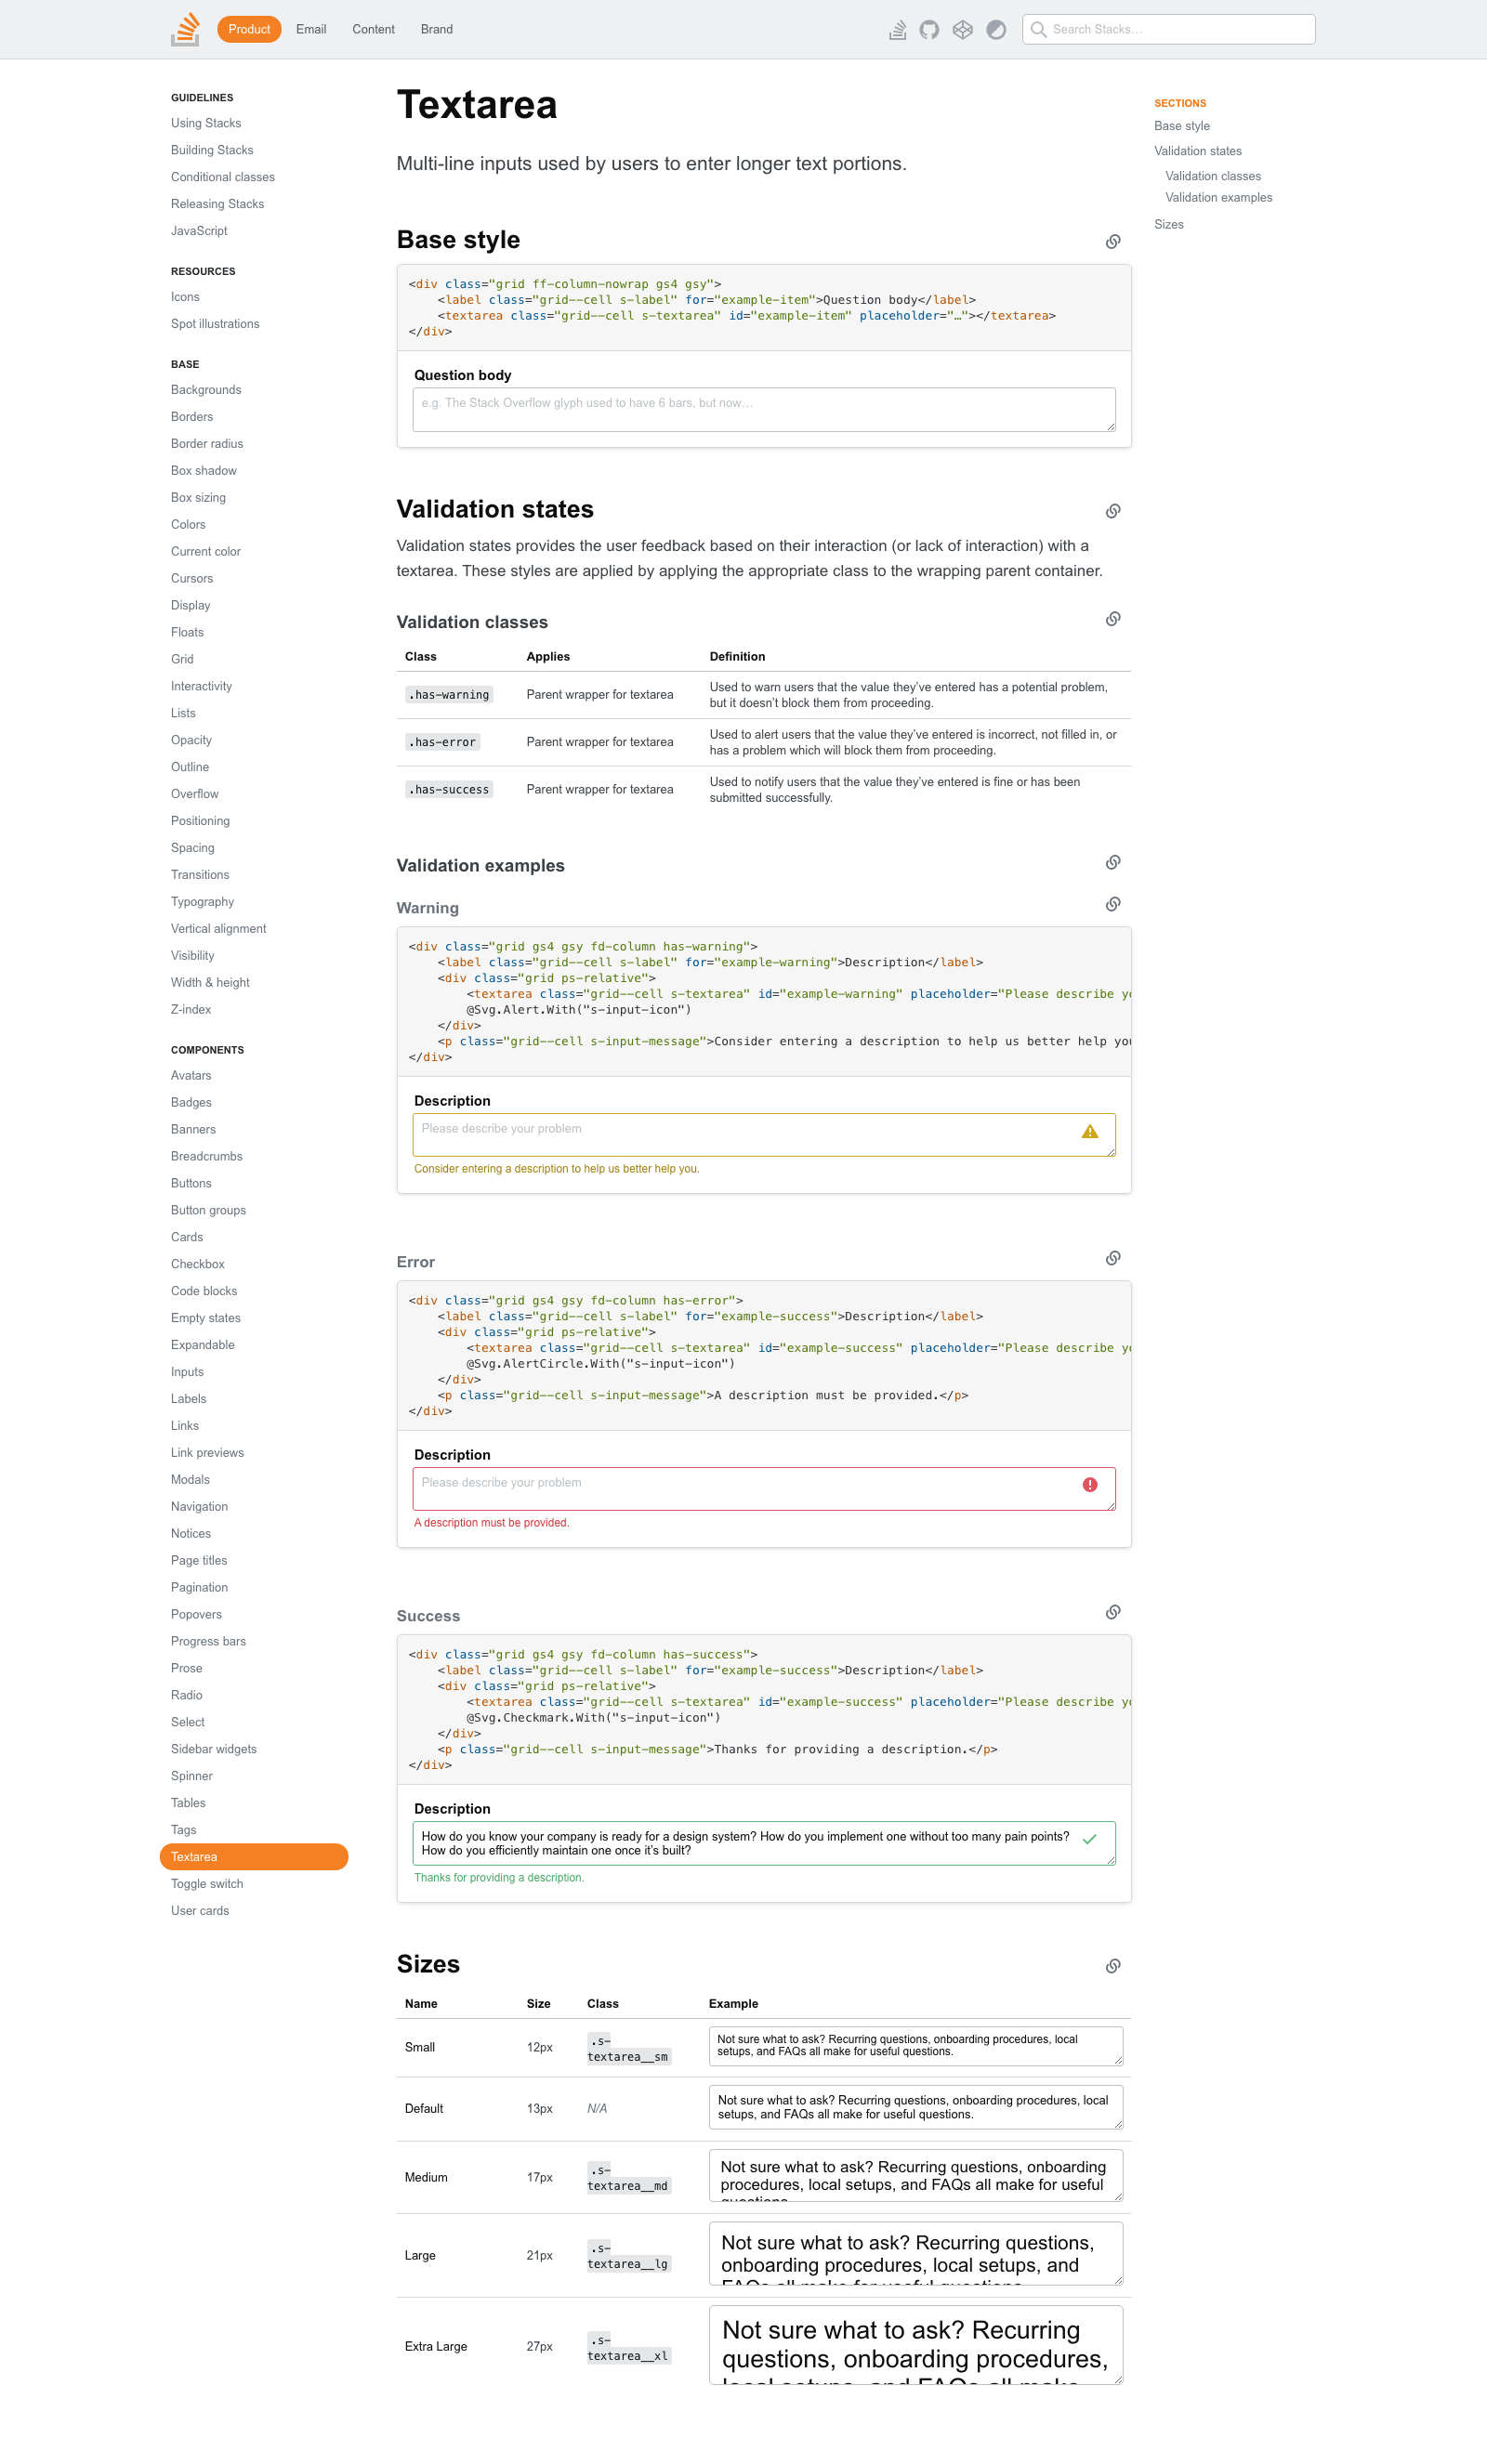 Product Email Content Brand
Search Stacks…
GUIDELINES
Using Stacks
Building Stacks
Conditional classes
Releasing Stacks
JavaScript
RESOURCES
Icons
Spot illustrations
BASE
Backgrounds
Borders
Border radius
Box shadow
Box sizing
Colors
Current color
Cursors
Display
Floats
Grid
Interactivity
Lists
Opacity
Outline
Overflow
Positioning
Spacing
Transitions
Typography
Vertical alignment
Visibility
Width & height
Z-index
COMPONENTS
Avatars
Badges
Banners
Breadcrumbs
Buttons
Button groups
Cards
Checkbox
Code blocks
Empty states
Expandable
Inputs
Labels
Links
Link previews
Modals
Navigation
Notices
Page titles
Pagination
Popovers
Progress bars
Prose
Radio
Select
Sidebar widgets
Spinner
Tables
Tags
Textarea
Toggle switch
User cards
Textarea
Multi-line inputs used by users to enter longer text portions.
Base style
<div class="grid ff-column-nowrap gs4 gsy">
<label class="grid--cell s-label" for="example-item">Question body</label>
<textarea class="grid--cell s-textarea" id="example-item" placeholder="…"></textarea>
</div>
Question body
e.g. The Stack Overflow glyph used to have 6 bars, but now…
Validation states
Validation states provides the user feedback based on their interaction (or lack of interaction) with a
textarea. These styles are applied by applying the appropriate class to the wrapping parent container.
Validation classes
Class Applies Definition
.has-warning Parent wrapper for textarea Used to warn users that the value they’ve entered has a potential problem,
but it doesn’t block them from proceeding.
.has-error Parent wrapper for textarea Used to alert users that the value they’ve entered is incorrect, not filled in, or
has a problem which will block them from proceeding.
.has-success Parent wrapper for textarea Used to notify users that the value they’ve entered is fine or has been
submitted successfully.
Validation examples
Warning
<div class="grid gs4 gsy fd-column has-warning">
<label class="grid--cell s-label" for="example-warning">Description</label>
<div class="grid ps-relative">
<textarea class="grid--cell s-textarea" id="example-warning" placeholder="Please describe
@Svg.Alert.With("s-input-icon")
</div>
<p class="grid--cell s-input-message">Consider entering a description to help us better help
</div>
Description
Please describe your problem
Consider entering a description to help us better help you.
Error
<div class="grid gs4 gsy fd-column has-error">
<label class="grid--cell s-label" for="example-success">Description</label>
<div class="grid ps-relative">
<textarea class="grid--cell s-textarea" id="example-success" placeholder="Please describe
@Svg.AlertCircle.With("s-input-icon")
</div>
<p class="grid--cell s-input-message">A description must be provided.</p>
</div>
Description
Please describe your problem
A description must be provided.
Success
<div class="grid gs4 gsy fd-column has-success">
<label class="grid--cell s-label" for="example-success">Description</label>
<div class="grid ps-relative">
<textarea class="grid--cell s-textarea" id="example-success" placeholder="Please describe
@Svg.Checkmark.With("s-input-icon")
</div>
<p class="grid--cell s-input-message">Thanks for providing a description.</p>
</div>
Description
How do you know your company is ready for a design system? How do you implement one without too many pain points?
How do you efficiently maintain one once it’s built?
Thanks for providing a description.
Sizes
Name Size Class Example
Small 12px .s-textarea__sm Not sure what to ask? Recurring questions, onboarding procedures, local
setups, and FAQs all make for useful questions.
Default 13px N/A Not sure what to ask? Recurring questions, onboarding procedures, local
setups, and FAQs all make for useful questions.
Medium 17px .s-textarea__md Not sure what to ask? Recurring questions, onboarding
procedures, local setups, and FAQs all make for useful
Large 21px .s-textarea__lg Not sure what to ask? Recurring questions,
onboarding procedures, local setups, and
FAQs all make for useful questions
Extra Large 27px .s-textarea__xl Not sure what to ask? Recurring
questions, onboarding procedures,
local setups, and FAQs all make
SECTIONS
Base style
Validation states
Validation classes
Validation examples
Sizes